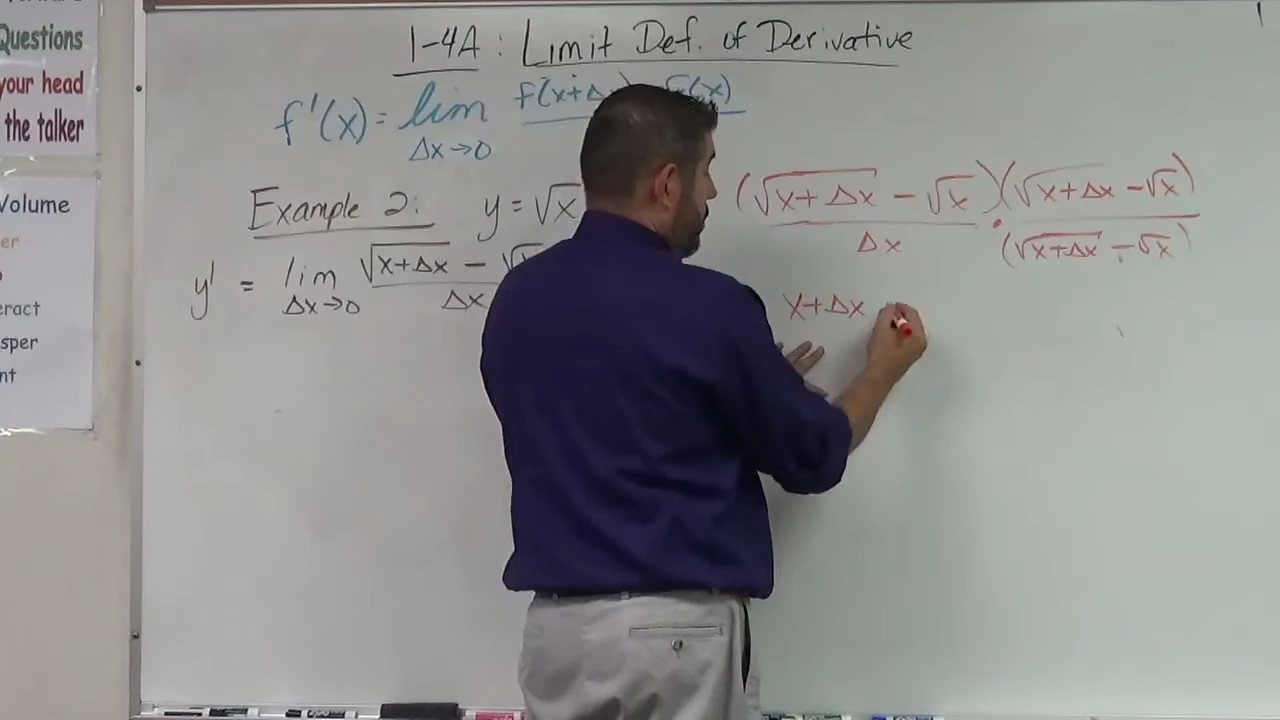 Questions
your head
the talker
Volume
er
eract
sper
nt
1-4A: Limit Def. of Derivative
f'(x) = lim Δx→0 f(x+Δ f(x)
Example 2: y = √x
y' = lim Δx→0 √x+Δx - √ / Δx
(√x+Δx - √x) / Δx · (√x+Δx - √x) / (√x+Δx - √x)
x+Δx